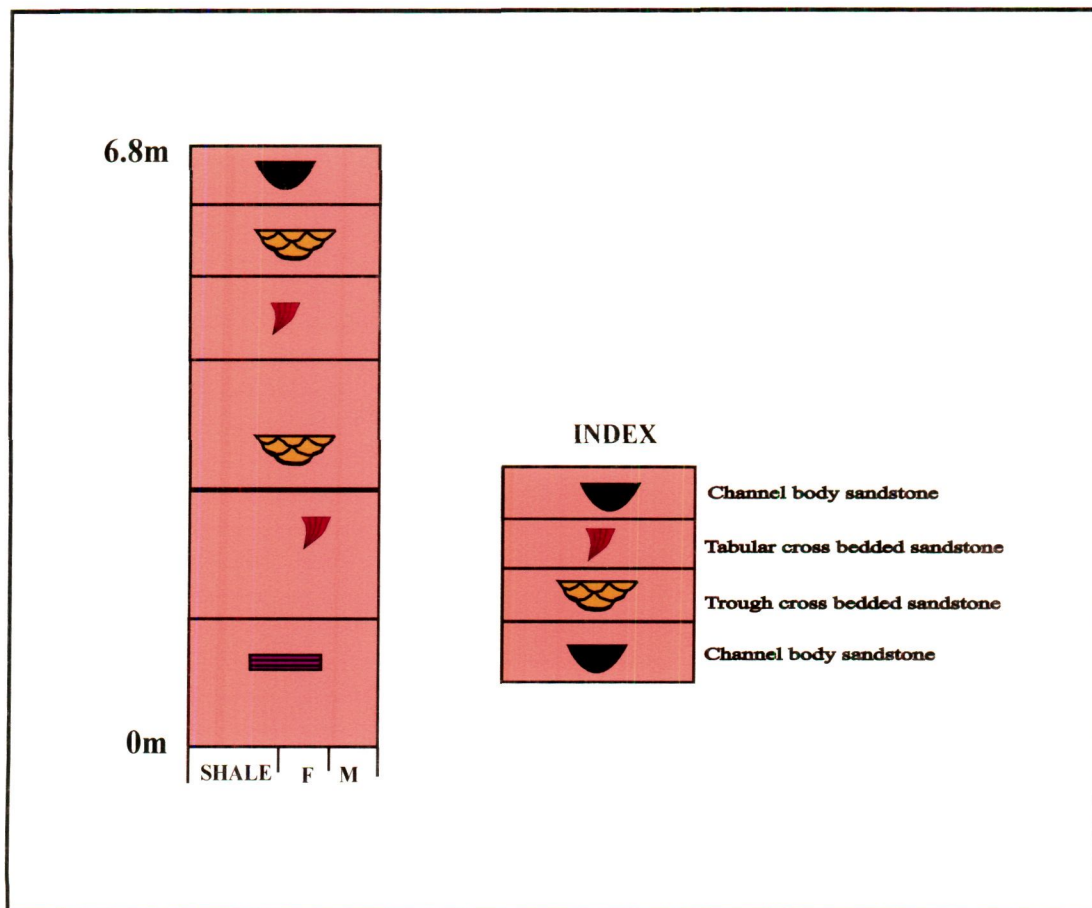 6.8m
INDEX
Channel body sandstone
Tabular cross bedded sandstone
Trough cross bedded sandstone
Channel body sandstone
0m
SHALE F M